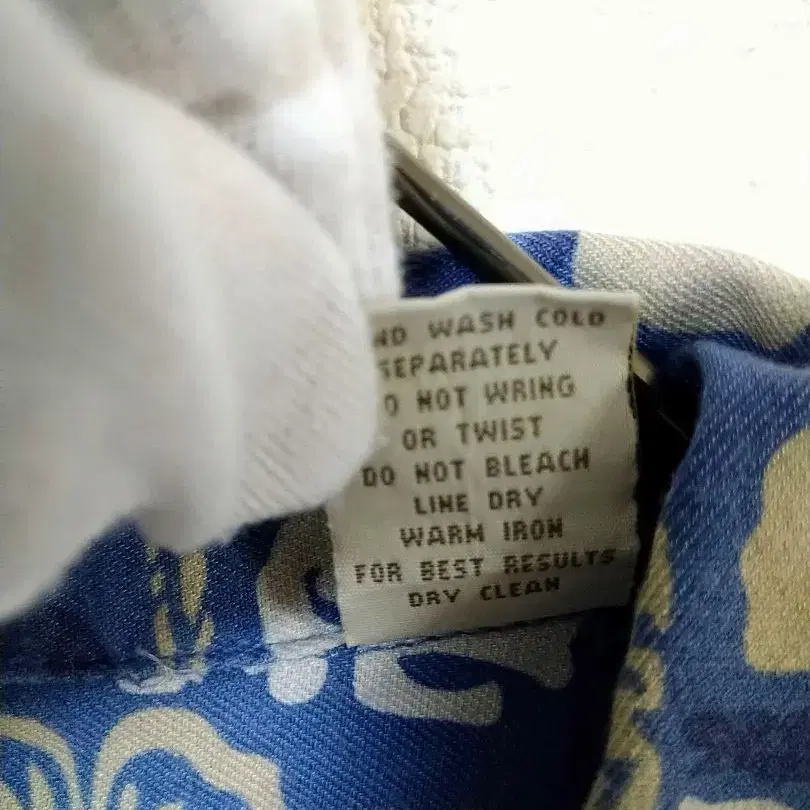 ND WASH COLD
SEPARATELY
O NOT WRING
OR TWIST
DO NOT BLEACH
LINE DRY
WARM IRON
FOR BEST RESULTS
DRY CLEAN